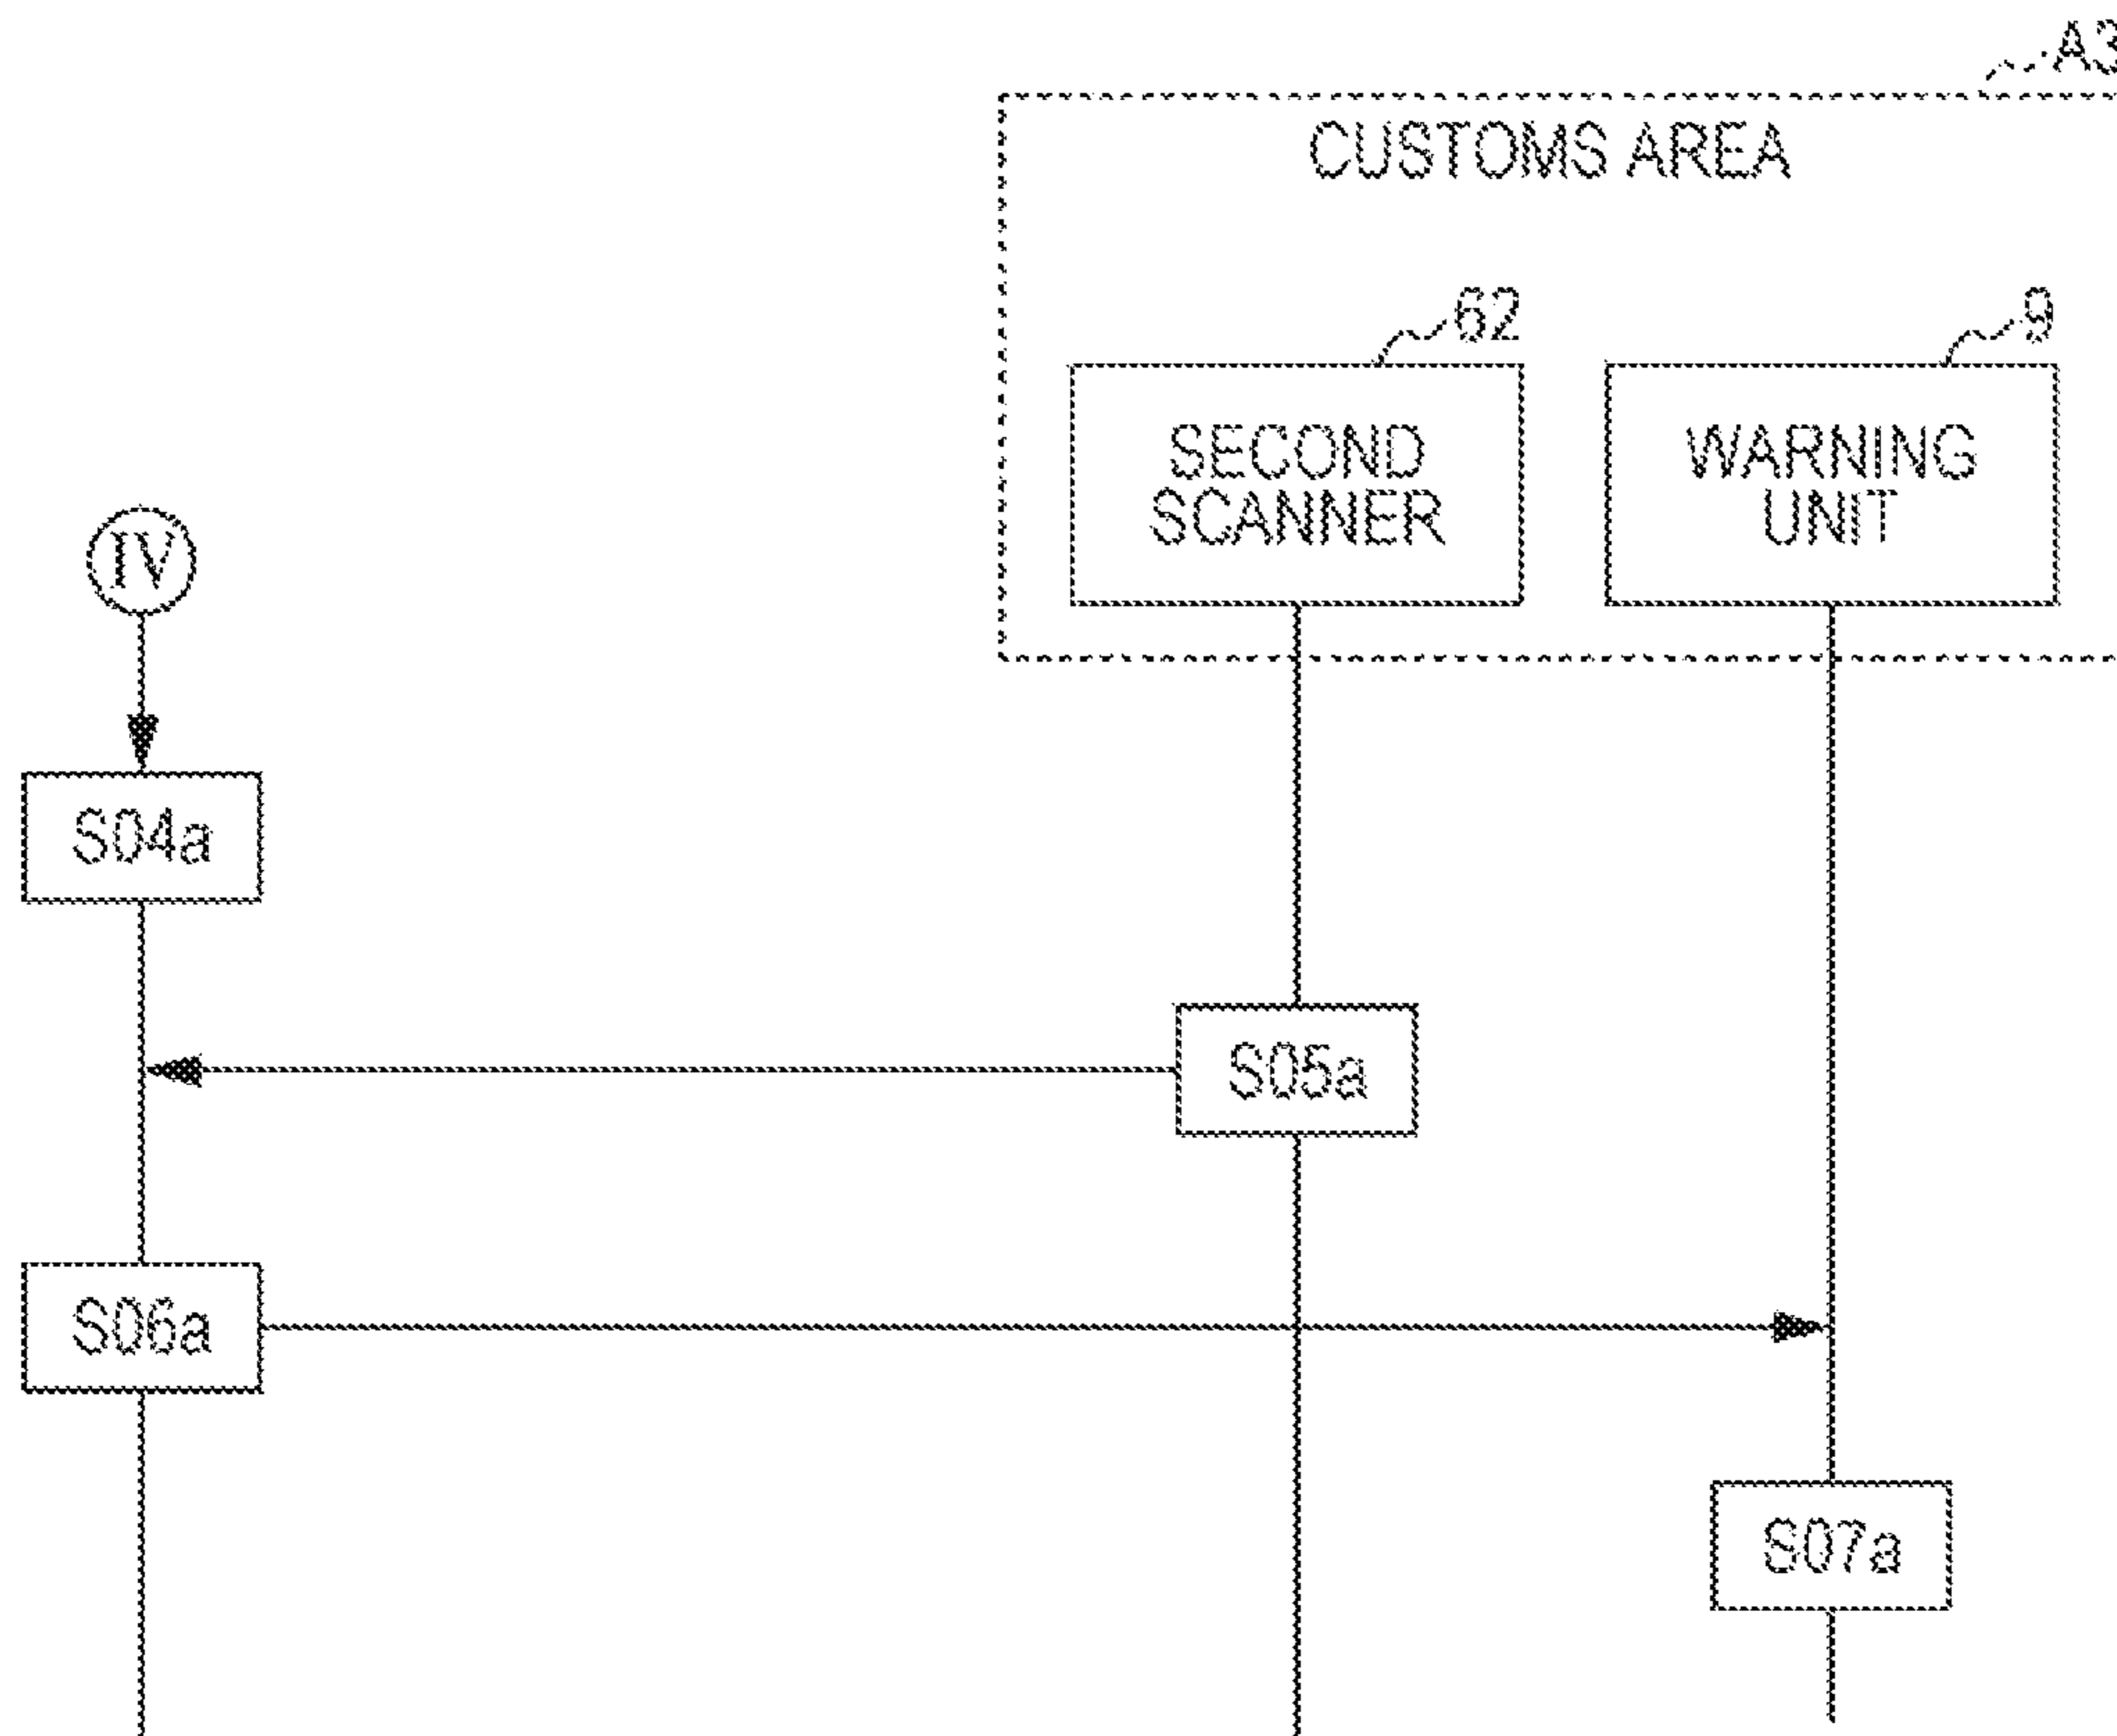 A3
CUSTOMS AREA
62
9
SECOND
SCANNER
WARNING
UNIT
IV
S04a
S05a
S06a
S07a